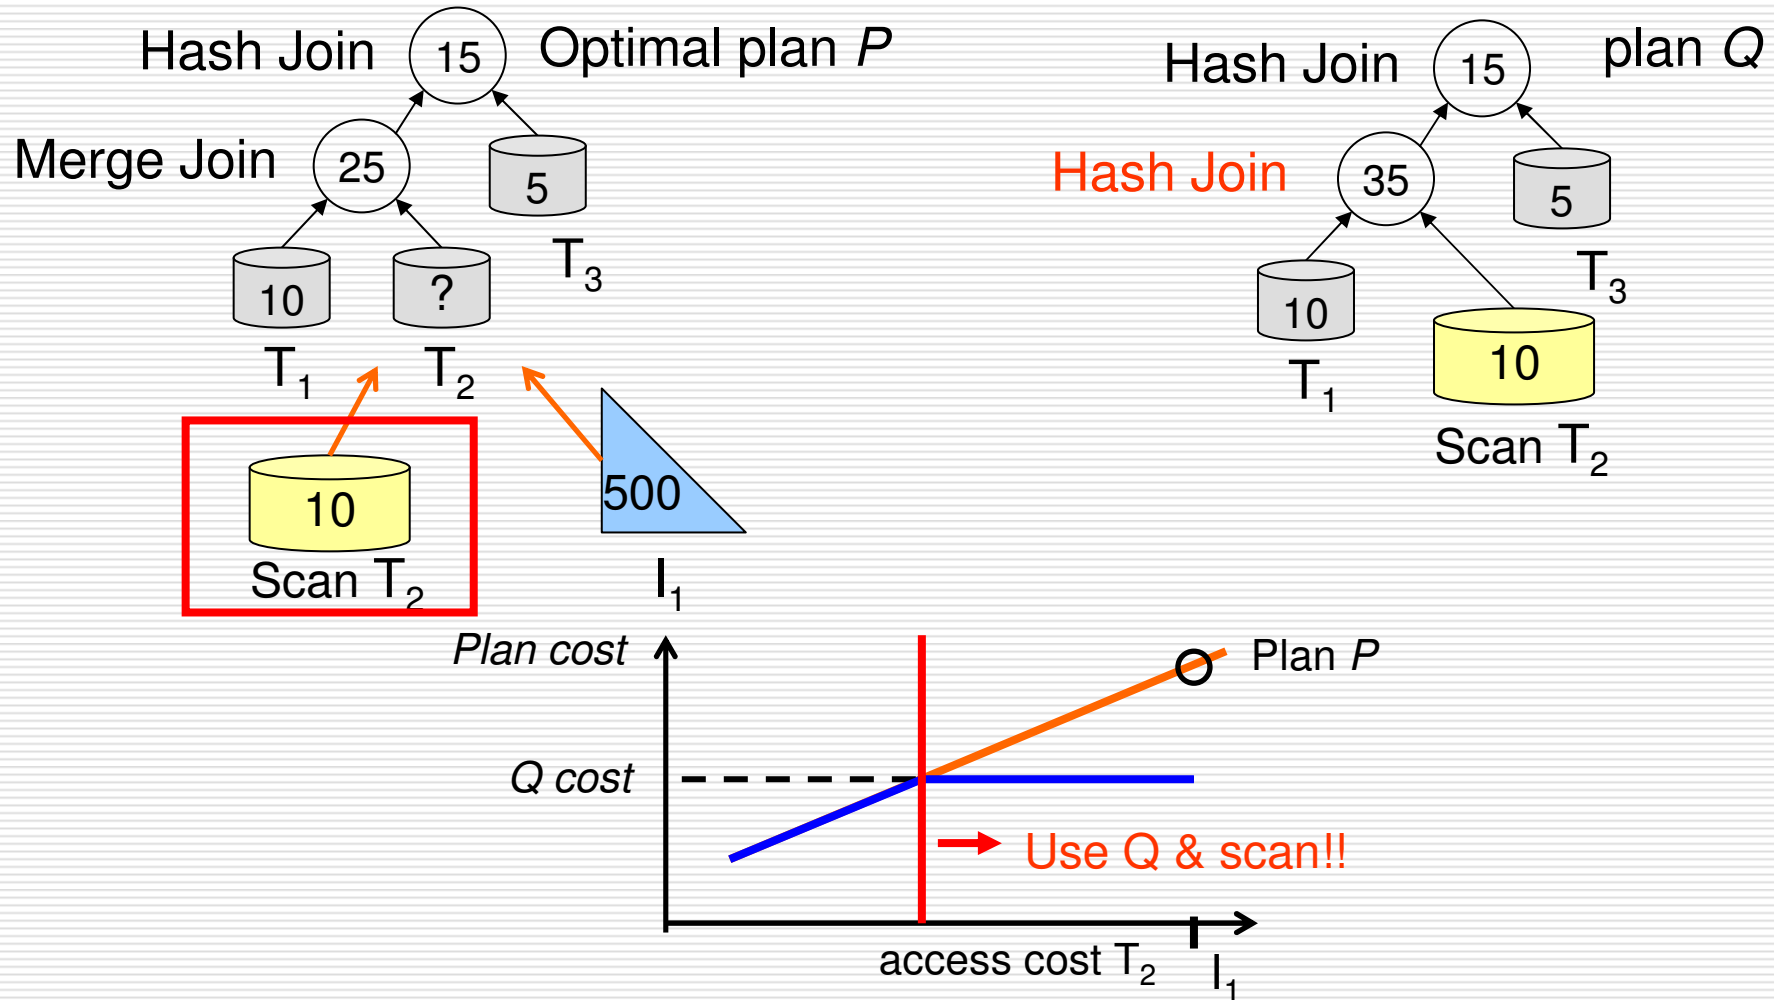 Hash Join 15 Optimal plan P
Merge Join 25 5
T3
10 ?
T1 T2
10 500
Scan T2 I1
Hash Join 15 plan Q
Hash Join 35 5
T3
10 10
T1
Scan T2
Plan cost
Plan P
Q cost
Use Q & scan!!
access cost T2 I1